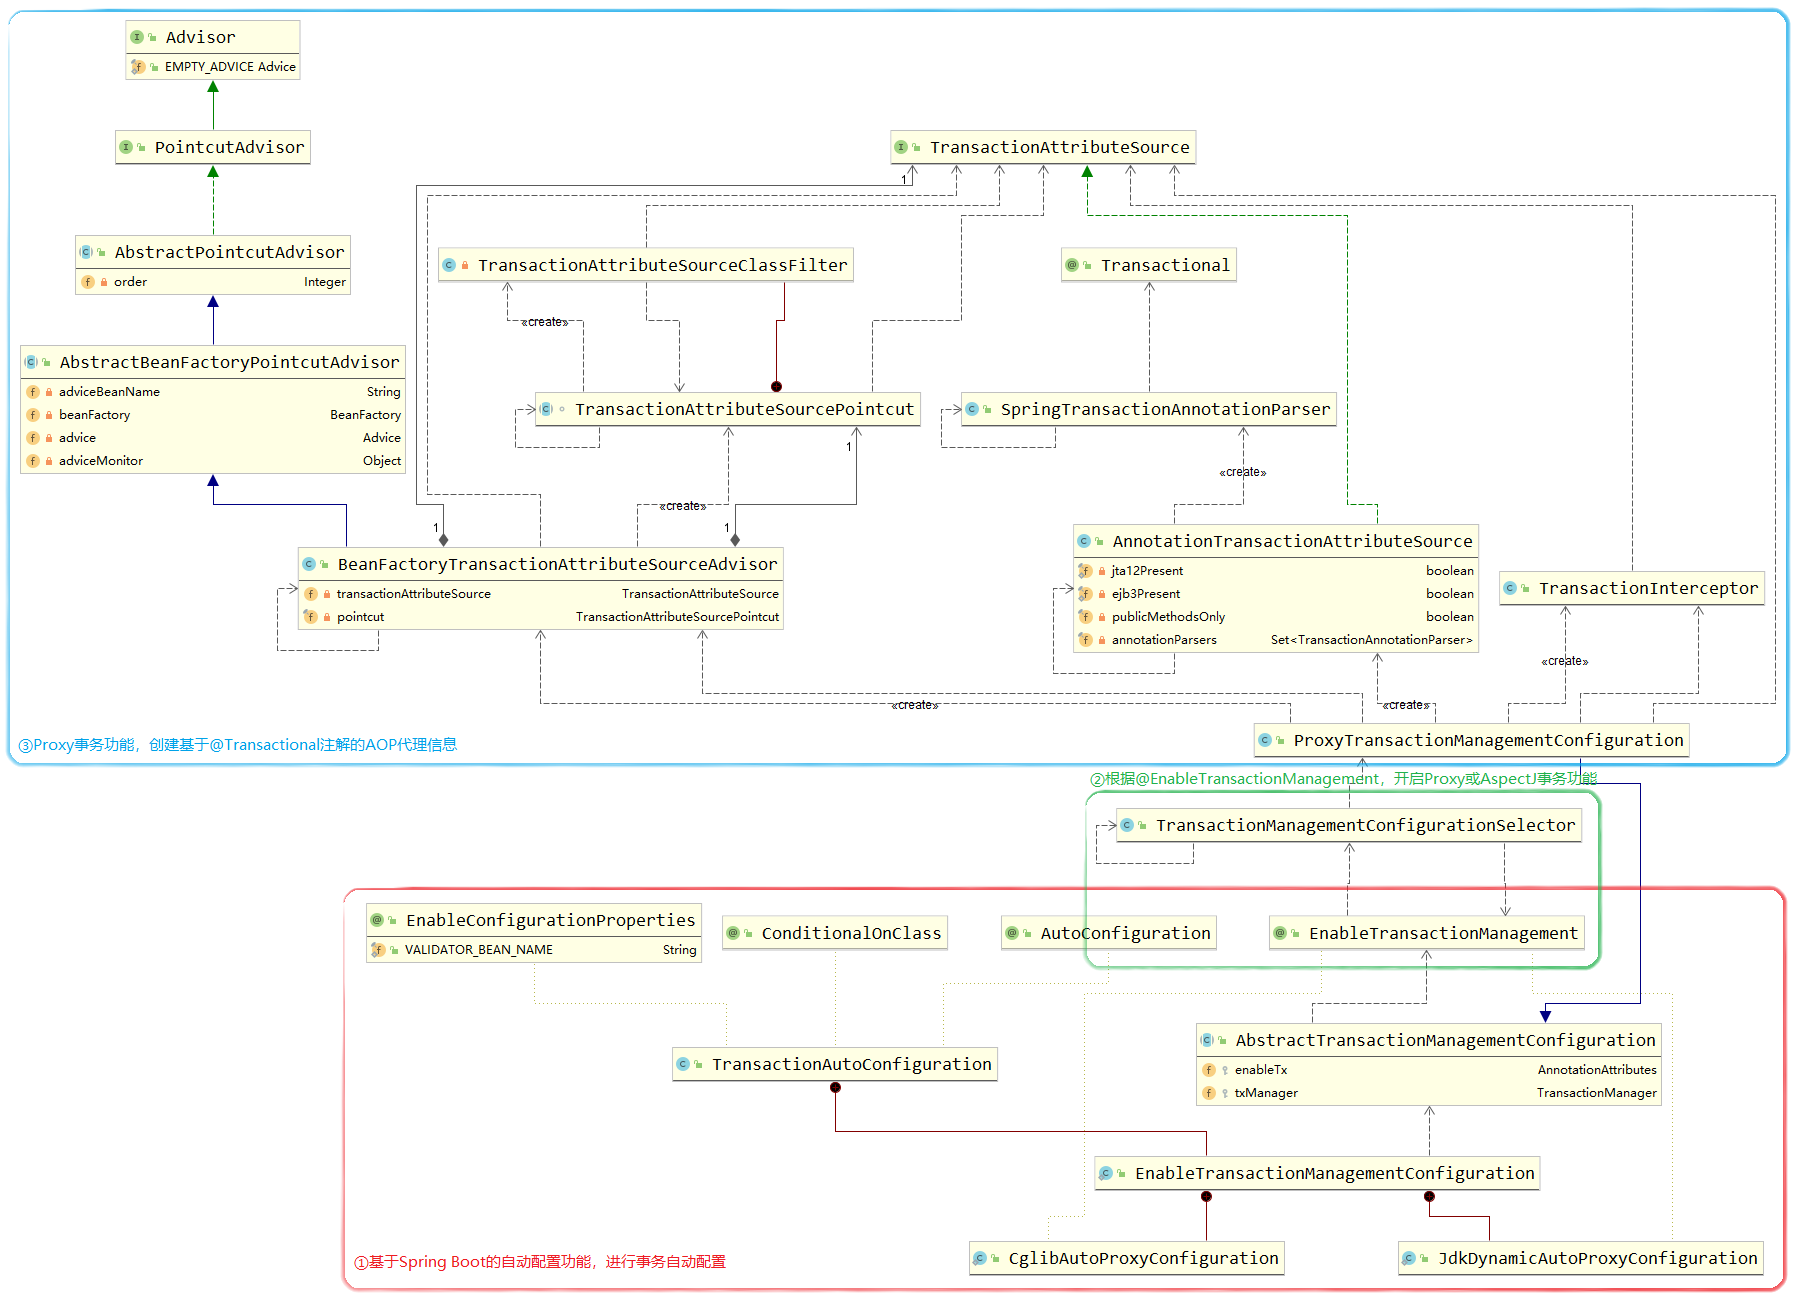 Advisor
EMPTY_ADVICE Advice
PointcutAdvisor
TransactionAttributeSource
1
AbstractPointcutAdvisor
order Integer
TransactionAttributeSourceClassFilter
Transactional
«create»
AbstractBeanFactoryPointcutAdvisor
adviceBeanName String
beanFactory BeanFactory
advice Advice
adviceMonitor Object
TransactionAttributeSourcePointcut
SpringTransactionAnnotationParser
1
«create»
«create»
1
1
BeanFactoryTransactionAttributeSourceAdvisor
transactionAttributeSource TransactionAttributeSource
pointcut TransactionAttributeSourcePointcut
AnnotationTransactionAttributeSource
jta12Present boolean
ejb3Present boolean
publicMethodsOnly boolean
annotationParsers Set<TransactionAnnotationParser>
TransactionInterceptor
«create»
«create»
«create»
ProxyTransactionManagementConfiguration
③Proxy事务功能，创建基于@Transactional注解的AOP代理信息
②根据@EnableTransactionManagement，开启Proxy或AspectJ事务功能
TransactionManagementConfigurationSelector
EnableConfigurationProperties
VALIDATOR_BEAN_NAME String
ConditionalOnClass
AutoConfiguration
EnableTransactionManagement
TransactionAutoConfiguration
AbstractTransactionManagementConfiguration
enableTx AnnotationAttributes
txManager TransactionManager
EnableTransactionManagementConfiguration
CglibAutoProxyConfiguration
JdkDynamicAutoProxyConfiguration
①基于Spring Boot的自动配置功能，进行事务自动配置